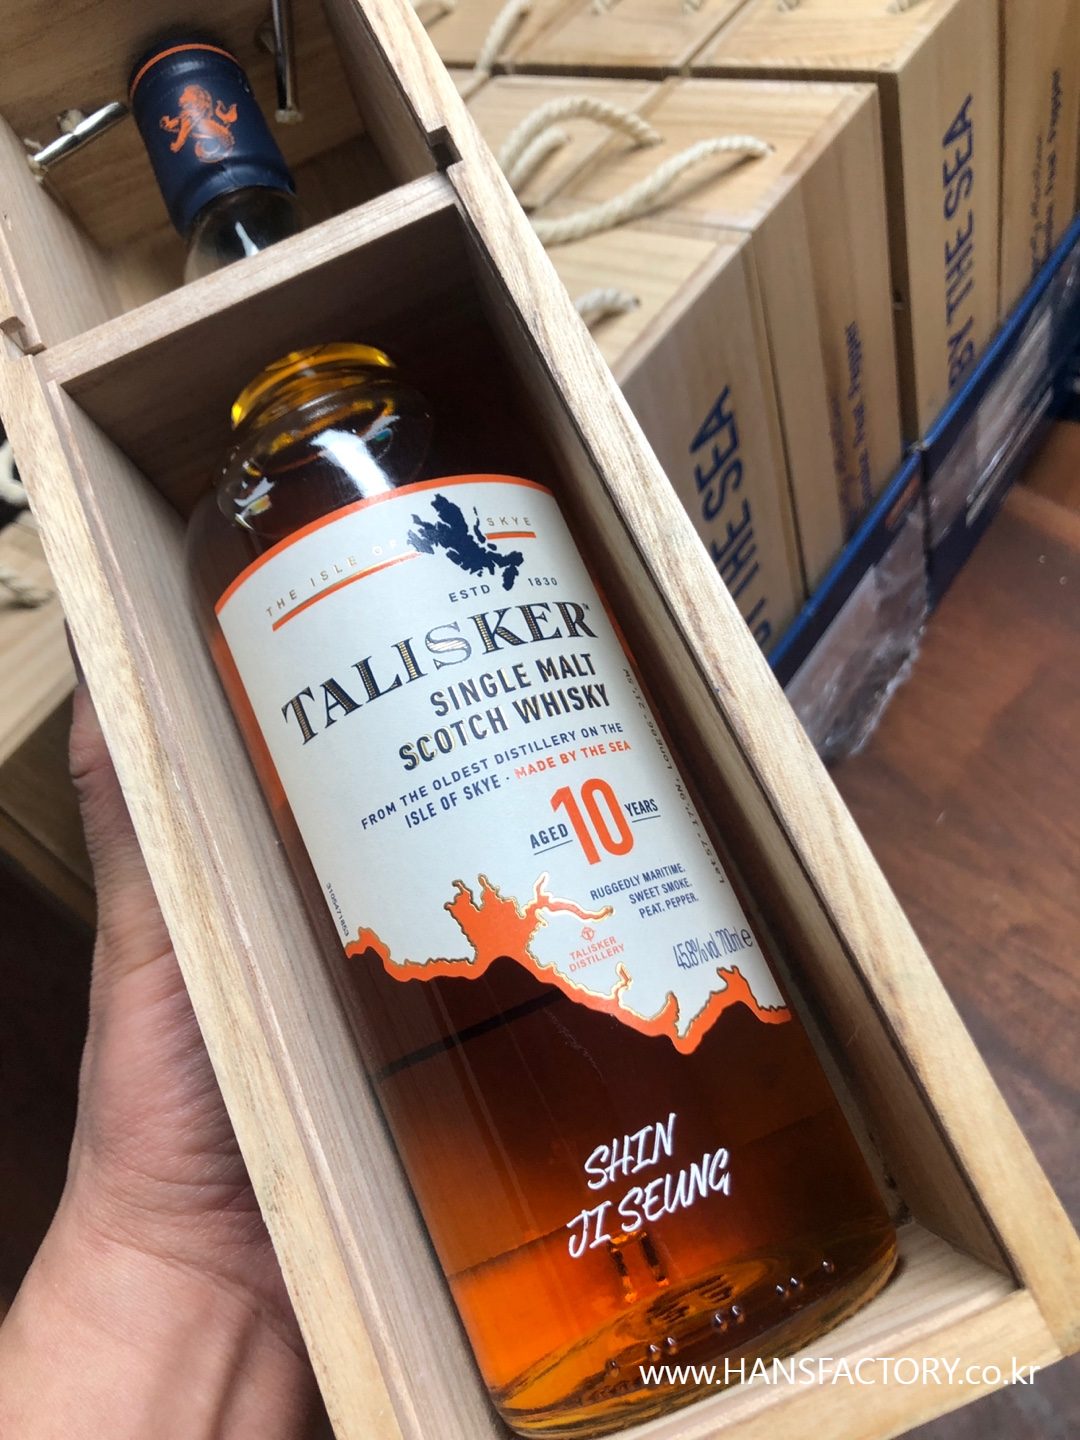 THE ISLE OF SKYE
ESTD 1830
TALISKER
SINGLE MALT
SCOTCH WHISKY
FROM THE OLDEST DISTILLERY ON THE
ISLE OF SKYE · MADE BY THE SEA
AGED 10 YEARS
RUGGEDLY MARITIME.
SWEET SMOKE.
PEAT. PEPPER.
TALISKER
DISTILLERY
45.8%vol 700ml e
SHIN
JI SEUNG
BY THE SEA
THE SEA
www.HANSFACTORY.co.kr